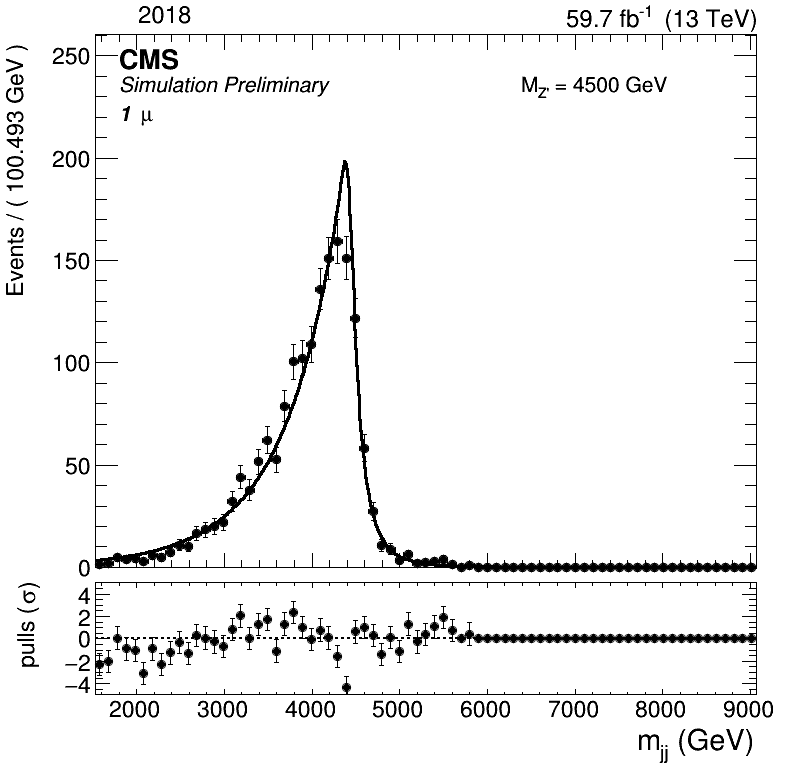 2018 59.7 fb⁻¹ (13 TeV)
CMS
Simulation Preliminary
M_Z' = 4500 GeV
1 μ
Events / ( 100.493 GeV )
250
200
150
100
50
0
pulls (σ)
4
2
0
−2
−4
2000 3000 4000 5000 6000 7000 8000 9000
m_jj (GeV)